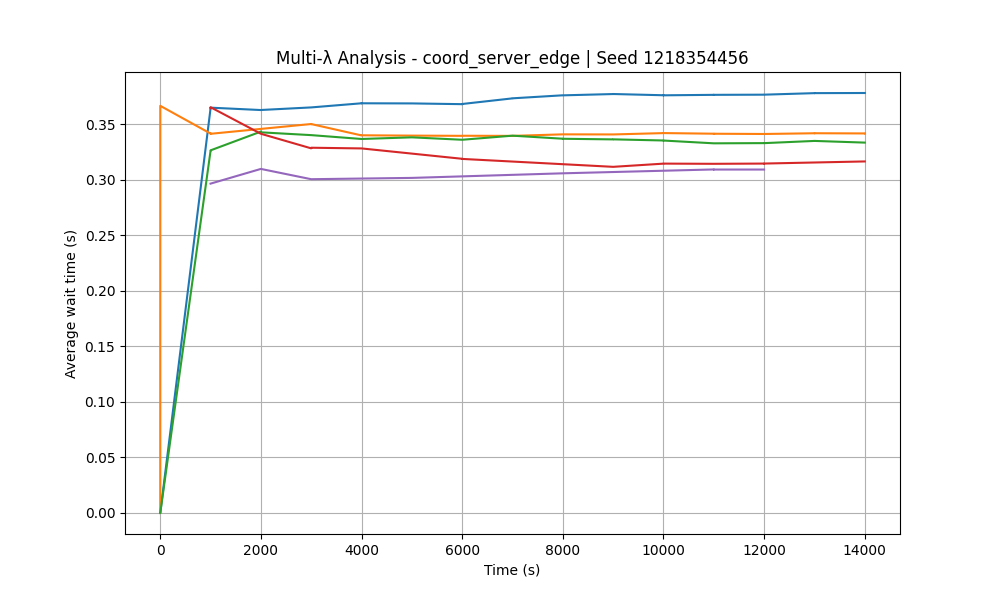 Multi-λ Analysis - coord_server_edge | Seed 1218354456
Average wait time (s)
0.35
0.30
0.25
0.20
0.15
0.10
0.05
0.00
0 2000 4000 6000 8000 10000 12000 14000
Time (s)